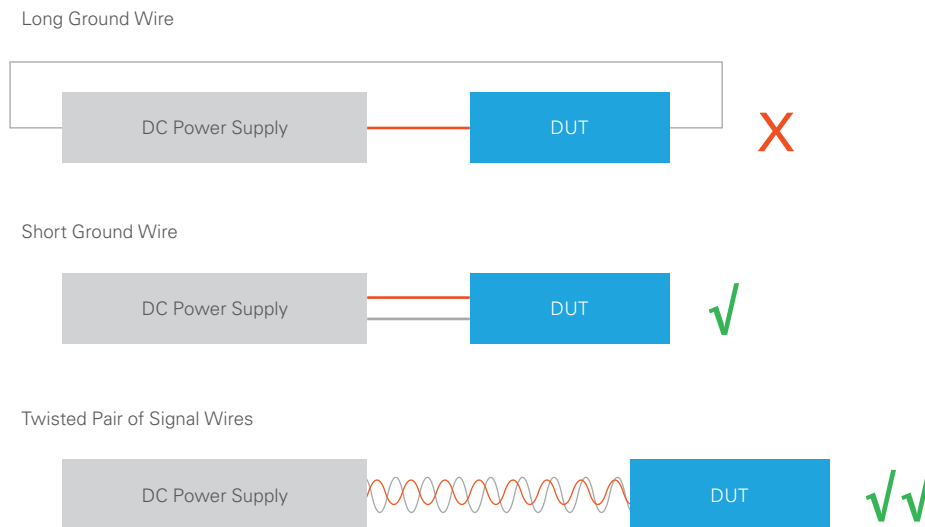 Long Ground Wire
DC Power Supply
DUT
X
Short Ground Wire
DC Power Supply
DUT
√
Twisted Pair of Signal Wires
DC Power Supply
DUT
√√